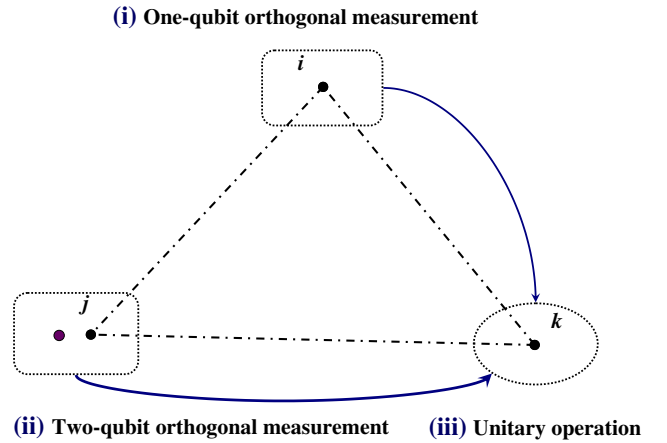 (i) One-qubit orthogonal measurement
i
j
k
(ii) Two-qubit orthogonal measurement
(iii) Unitary operation